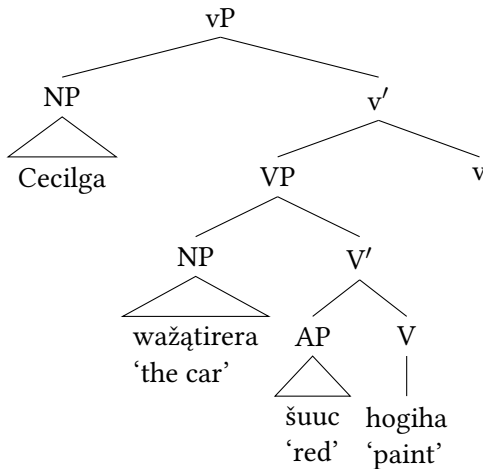 vP
NP
v′
Cecilga
VP
v
NP
V′
wažątirera
‘the car’
AP
V
šuuc
‘red’
hogiha
‘paint’